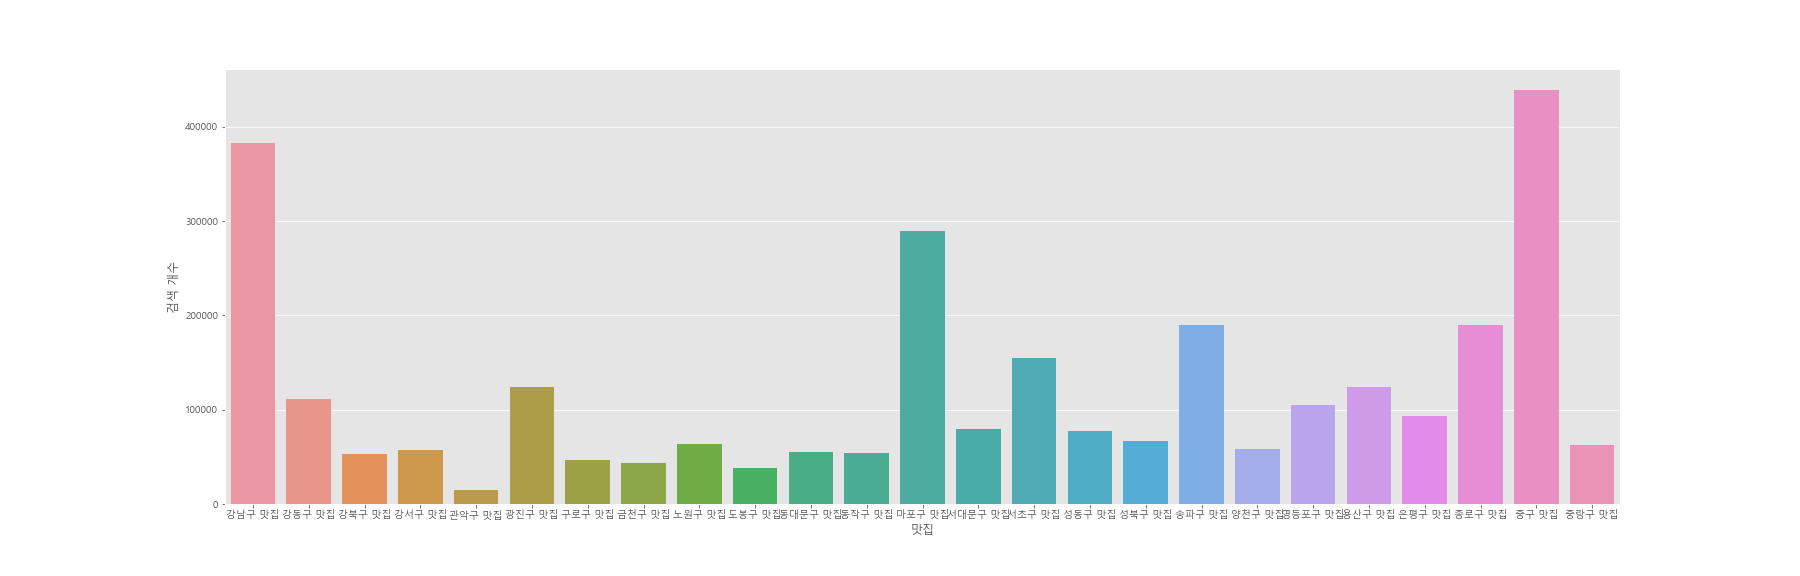 400000
300000
200000
100000
0
검색 개수
강남구 맛집 강동구 맛집 강북구 맛집 강서구 맛집 관악구 맛집 광진구 맛집 구로구 맛집 금천구 맛집 노원구 맛집 도봉구 맛집 동대문구 맛집 동작구 맛집 마포구 맛집 서대문구 맛집 서초구 맛집 성동구 맛집 성북구 맛집 송파구 맛집 양천구 맛집 영등포구 맛집 용산구 맛집 은평구 맛집 종로구 맛집 중구 맛집 중랑구 맛집
맛집